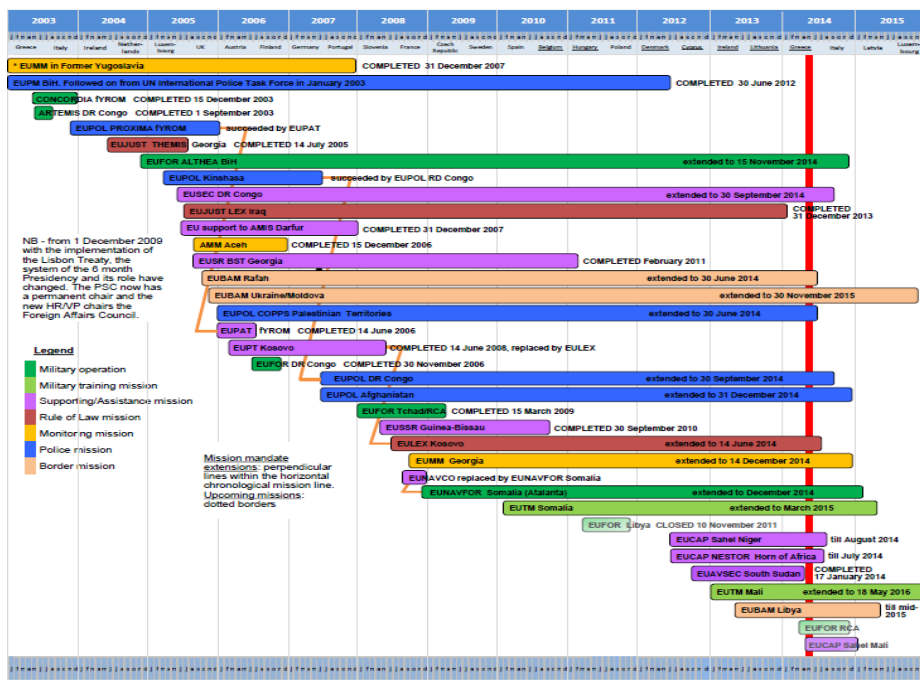 2003 2004 2005 2006 2007 2008 2009 2010 2011 2012 2013 2014 2015
Greece Italy Ireland Nether-lands Luxem-bourg UK Austria Finland Germany Portugal Slovenia France Czech Republic Sweden Spain Belgium Hungary Poland Denmark Cyprus Ireland Lithuania Greece Italy Latvia Luxem-bourg
* EUMM in Former Yugoslavia COMPLETED 31 December 2007
EUPM BiH. Followed on from UN International Police Task Force in January 2003 COMPLETED 30 June 2012
CONCORDIA fYROM COMPLETED 15 December 2003
ARTEMIS DR Congo COMPLETED 1 September 2003
EUPOL PROXIMA fYROM succeeded by EUPAT
EUJUST THEMIS Georgia COMPLETED 14 July 2005
EUFOR ALTHEA BiH extended to 15 November 2014
EUPOL Kinshasa succeeded by EUPOL RD Congo
EUSEC DR Congo extended to 30 September 2014
EUJUST LEX Iraq COMPLETED 31 December 2013
EU support to AMIS Darfur COMPLETED 31 December 2007
AMM Aceh COMPLETED 15 December 2006
EUSR BST Georgia COMPLETED February 2011
EUBAM Rafah extended to 30 June 2014
EUBAM Ukraine/Moldova extended to 30 November 2015
EUPOL COPPS Palestinian Territories extended to 30 June 2014
EUPAT fYROM COMPLETED 14 June 2006
EUPT Kosovo COMPLETED 14 June 2008, replaced by EULEX
EUFOR DR Congo COMPLETED 30 November 2006
EUPOL DR Congo extended to 30 September 2014
EUPOL Afghanistan extended to 31 December 2014
EUFOR Tchad/RCA COMPLETED 15 March 2009
EUSSR Guinea-Bissau COMPLETED 30 September 2010
EULEX Kosovo extended to 14 June 2014
EUMM Georgia extended to 14 December 2014
EUNAVCO replaced by EUNAVFOR Somalia
EUNAVFOR Somalia (Atalanta) extended to December 2014
EUTM Somalia extended to March 2015
EUFOR Libya CLOSED 10 November 2011
EUCAP Sahel Niger till August 2014
EUCAP NESTOR Horn of Africa till July 2014
EUAVSEC South Sudan COMPLETED 17 January 2014
EUTM Mali extended to 18 May 2016
EUBAM Libya till mid-2015
EUFOR RCA
EUCAP Sahel Mali
NB - from 1 December 2009
with the implementation of
the Lisbon Treaty, the
system of the 6 month
Presidency and its role have
changed. The PSC now has
a permanent chair and the
new HR/VP chairs the
Foreign Affairs Council.
Legend
Military operation
Military training mission
Supporting/Assistance mission
Rule of Law mission
Monitoring mission
Police mission
Border mission
Mission mandate
extensions: perpendicular
lines within the horizontal
chronological mission line.
Upcoming missions:
dotted borders